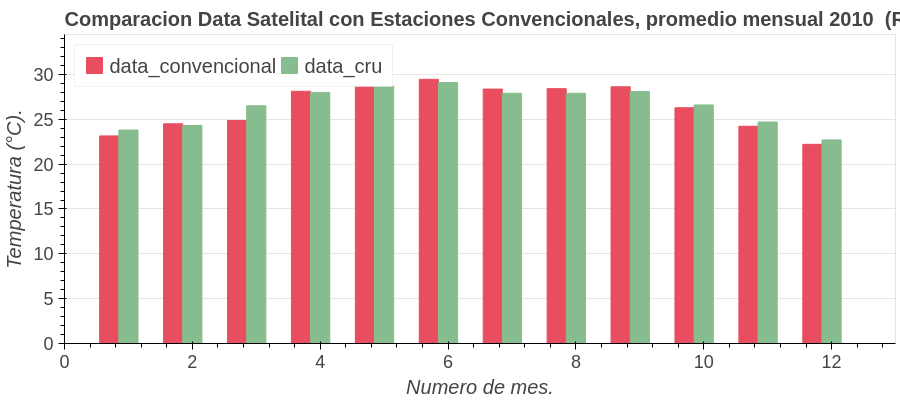 Comparacion Data Satelital con Estaciones Convencionales, promedio mensual 2010 (R
data_convencional data_cru
30
25
20
15
10
5
0
Temperatura (°C).
0 2 4 6 8 10 12
Numero de mes.